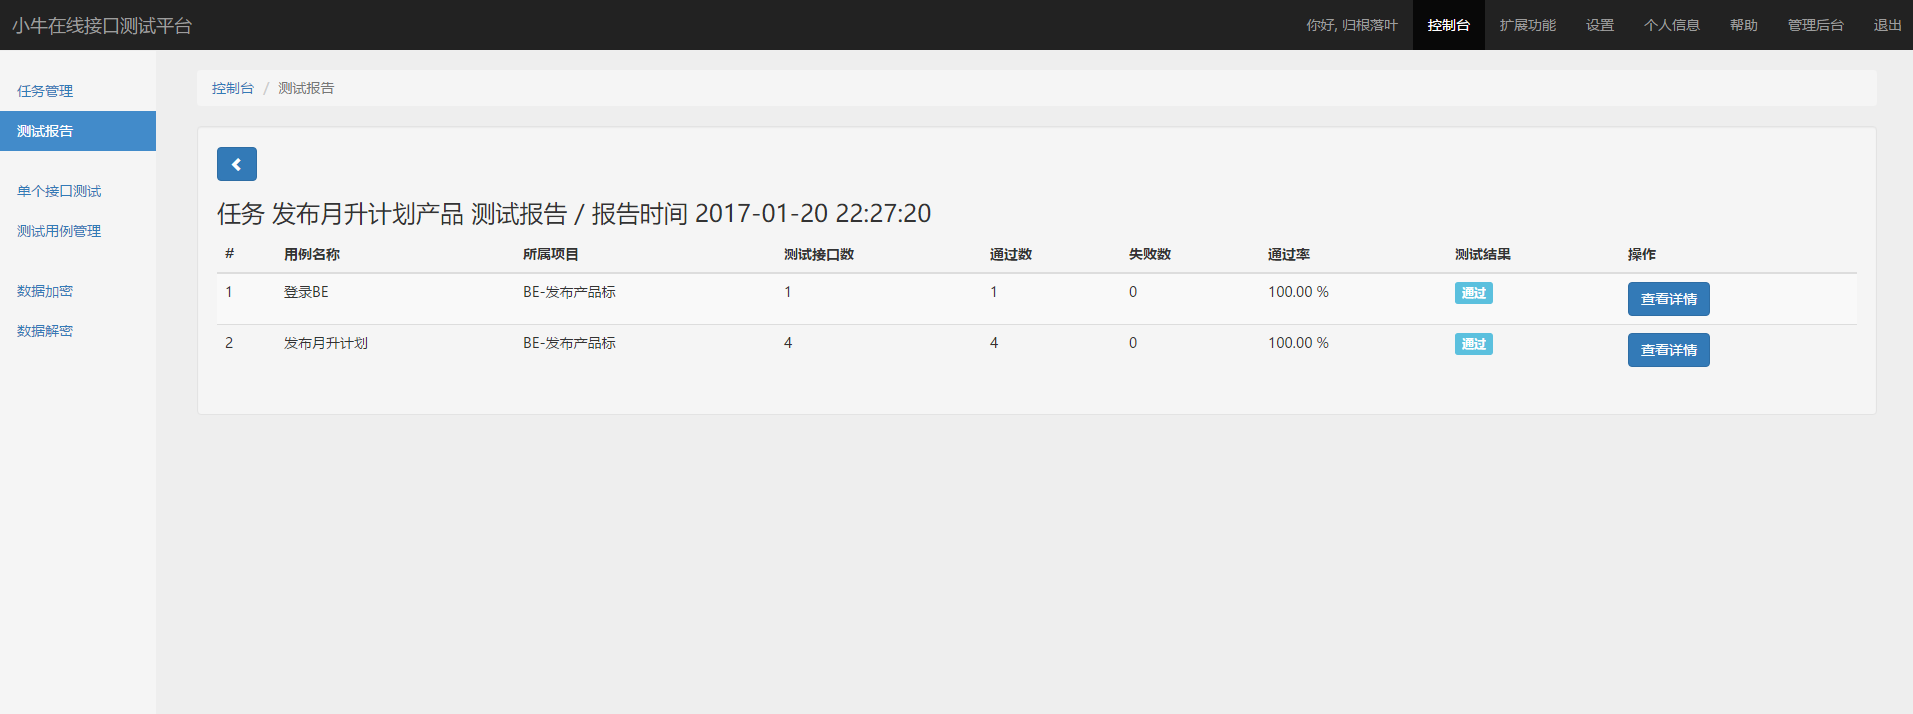 小牛在线接口测试平台 你好, 归根落叶 控制台 扩展功能 设置 个人信息 帮助 管理后台 退出
任务管理
测试报告
单个接口测试
测试用例管理
数据加密
数据解密
控制台 / 测试报告
任务 发布月升计划产品 测试报告 / 报告时间 2017-01-20 22:27:20
# 用例名称 所属项目 测试接口数 通过数 失败数 通过率 测试结果 操作
1 登录BE BE-发布产品标 1 1 0 100.00 % 通过 查看详情
2 发布月升计划 BE-发布产品标 4 4 0 100.00 % 通过 查看详情